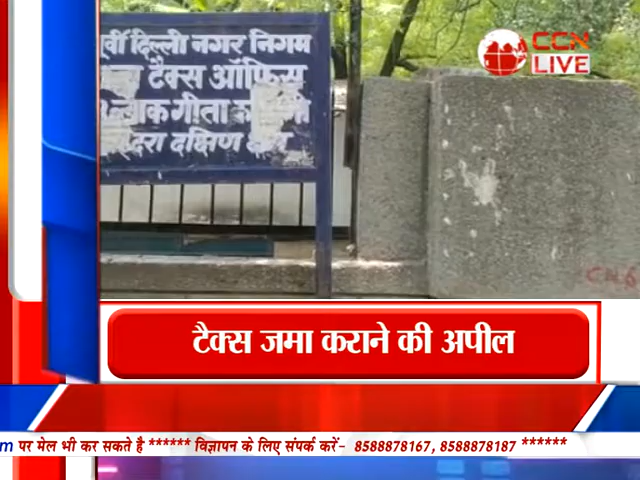 र्वी दिल्ली नगर निगम
टैक्स ऑफिस
गीता
दक्षिण
CCN
LIVE
टैक्स जमा कराने की अपील
m पर मेल भी कर सकते है ****** विज्ञापन के लिए संपर्क करें- 8588878167, 8588878187 ******